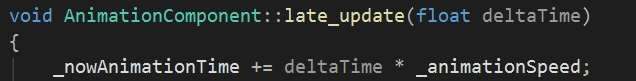 void AnimationComponent::late_update(float deltaTime)
{
    _nowAnimationTime += deltaTime * _animationSpeed;